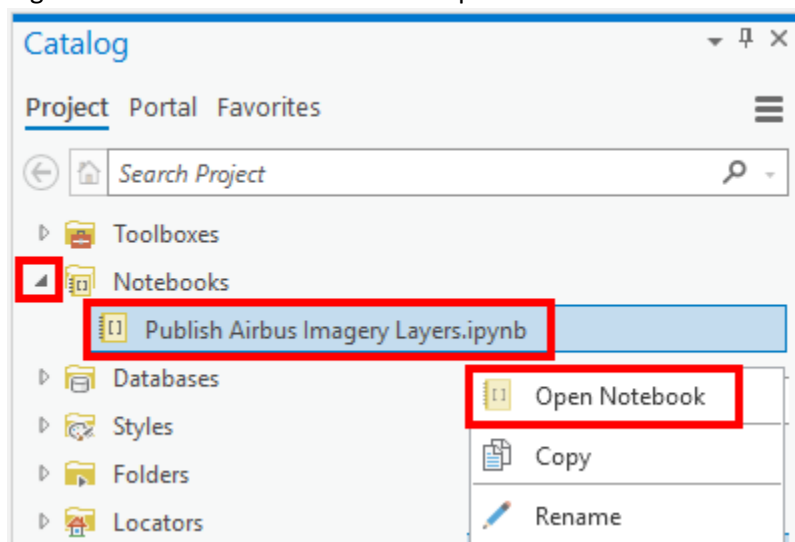 Catalog
Project Portal Favorites
Search Project
Toolboxes
Notebooks
Publish Airbus Imagery Layers.ipynb
Databases
Open Notebook
Styles
Copy
Folders
Locators
Rename